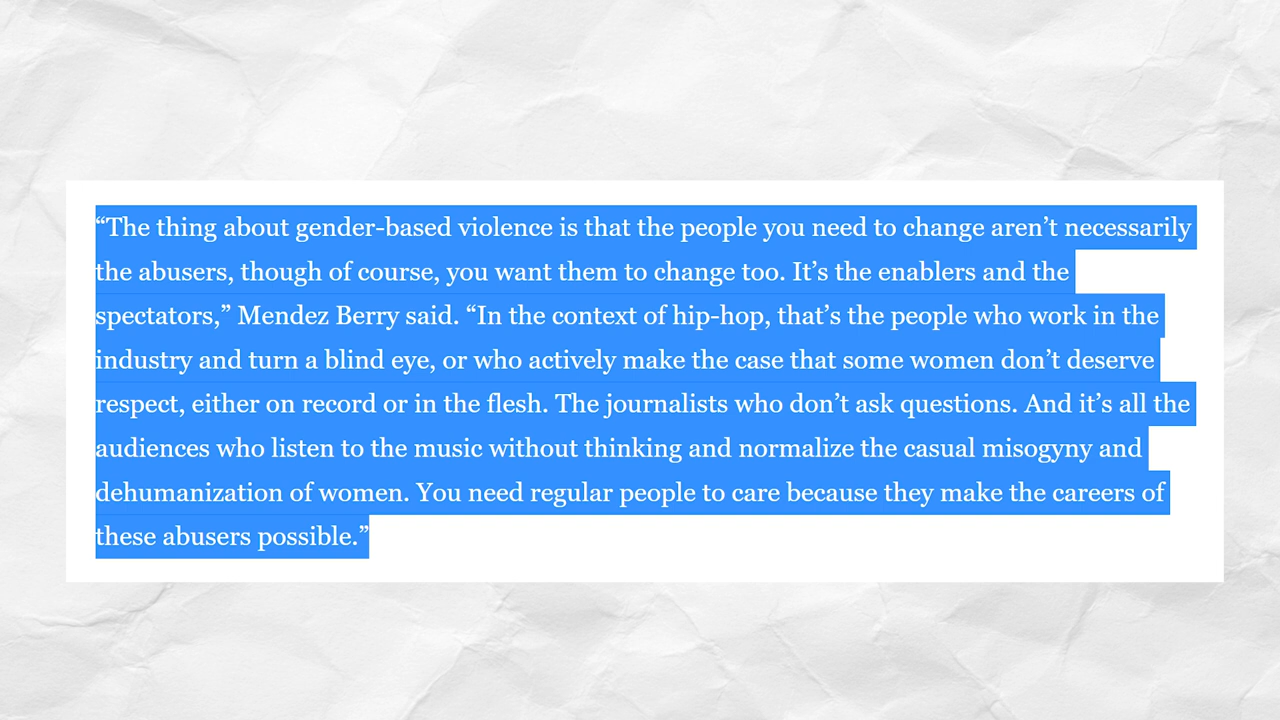 “The thing about gender-based violence is that the people you need to change aren’t necessarily
the abusers, though of course, you want them to change too. It’s the enablers and the
spectators,” Mendez Berry said. “In the context of hip-hop, that’s the people who work in the
industry and turn a blind eye, or who actively make the case that some women don’t deserve
respect, either on record or in the flesh. The journalists who don’t ask questions. And it’s all the
audiences who listen to the music without thinking and normalize the casual misogyny and
dehumanization of women. You need regular people to care because they make the careers of
these abusers possible.”